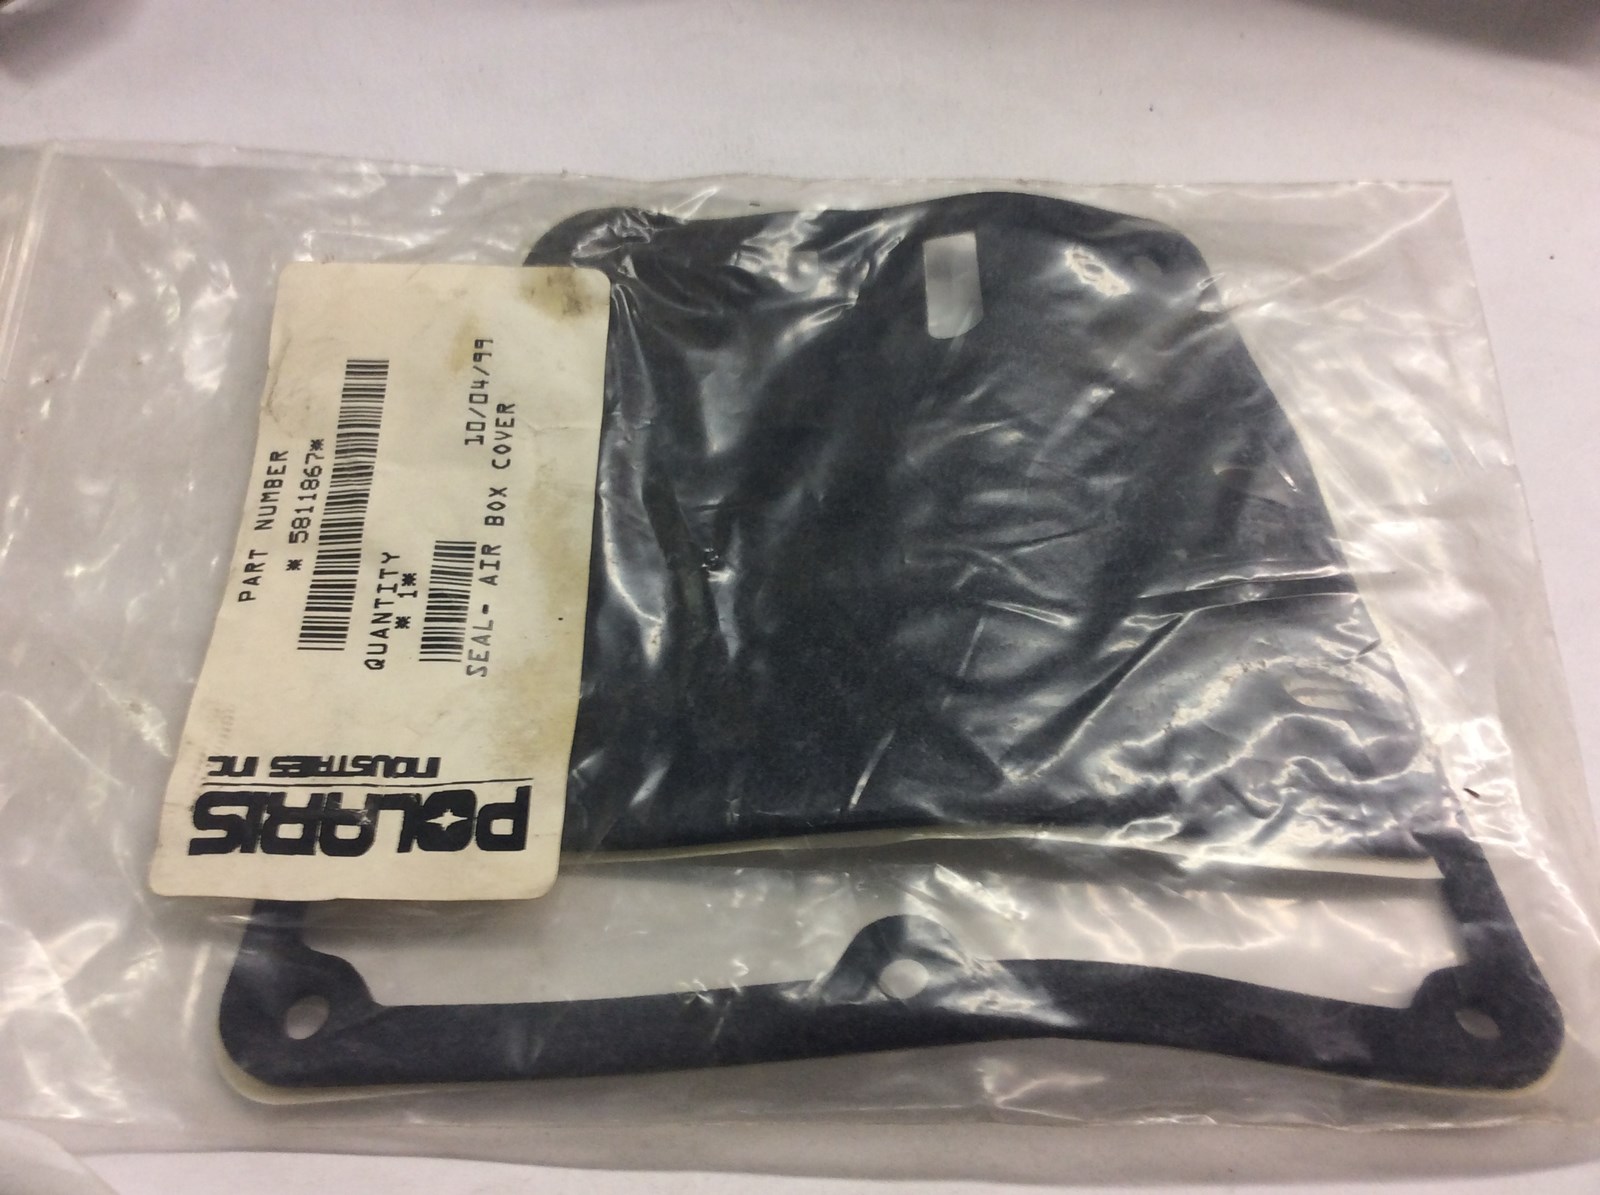 PART NUMBER
* 5811867*
QUANTITY
* 1*
10/04/99
SEAL- AIR BOX COVER
POLARIS
INDUSTRIES INC.